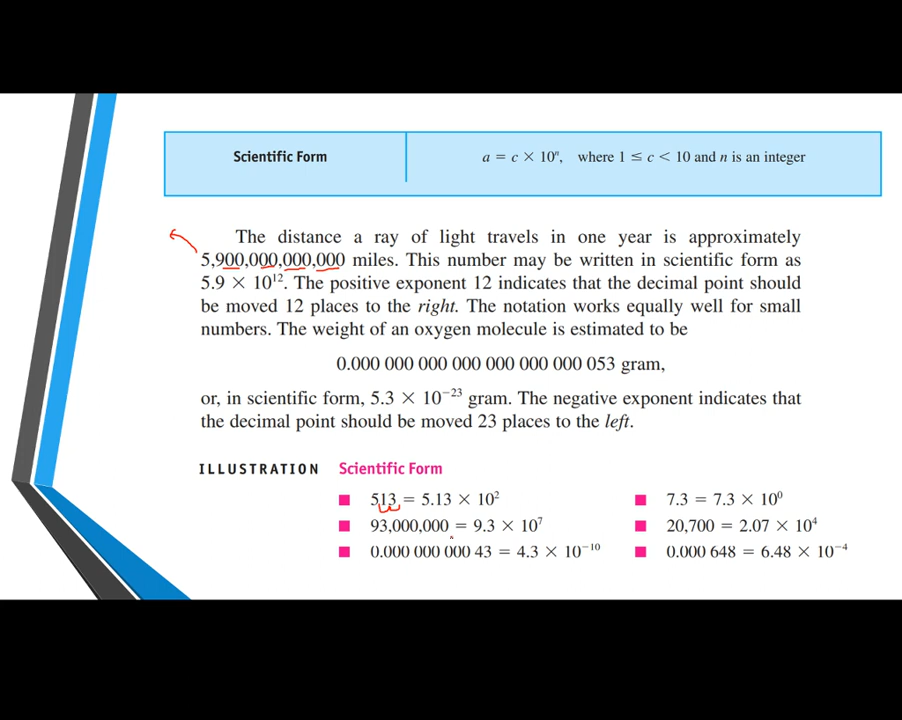 Scientific Form a = c × 10ⁿ, where 1 ≤ c < 10 and n is an integer
The distance a ray of light travels in one year is approximately
5,900,000,000,000 miles. This number may be written in scientific form as
5.9 × 10¹². The positive exponent 12 indicates that the decimal point should
be moved 12 places to the right. The notation works equally well for small
numbers. The weight of an oxygen molecule is estimated to be
0.000 000 000 000 000 000 000 053 gram,
or, in scientific form, 5.3 × 10⁻²³ gram. The negative exponent indicates that
the decimal point should be moved 23 places to the left.
ILLUSTRATION Scientific Form
513 = 5.13 × 10² 7.3 = 7.3 × 10⁰
93,000,000 = 9.3 × 10⁷ 20,700 = 2.07 × 10⁴
0.000 000 000 43 = 4.3 × 10⁻¹⁰ 0.000 648 = 6.48 × 10⁻⁴